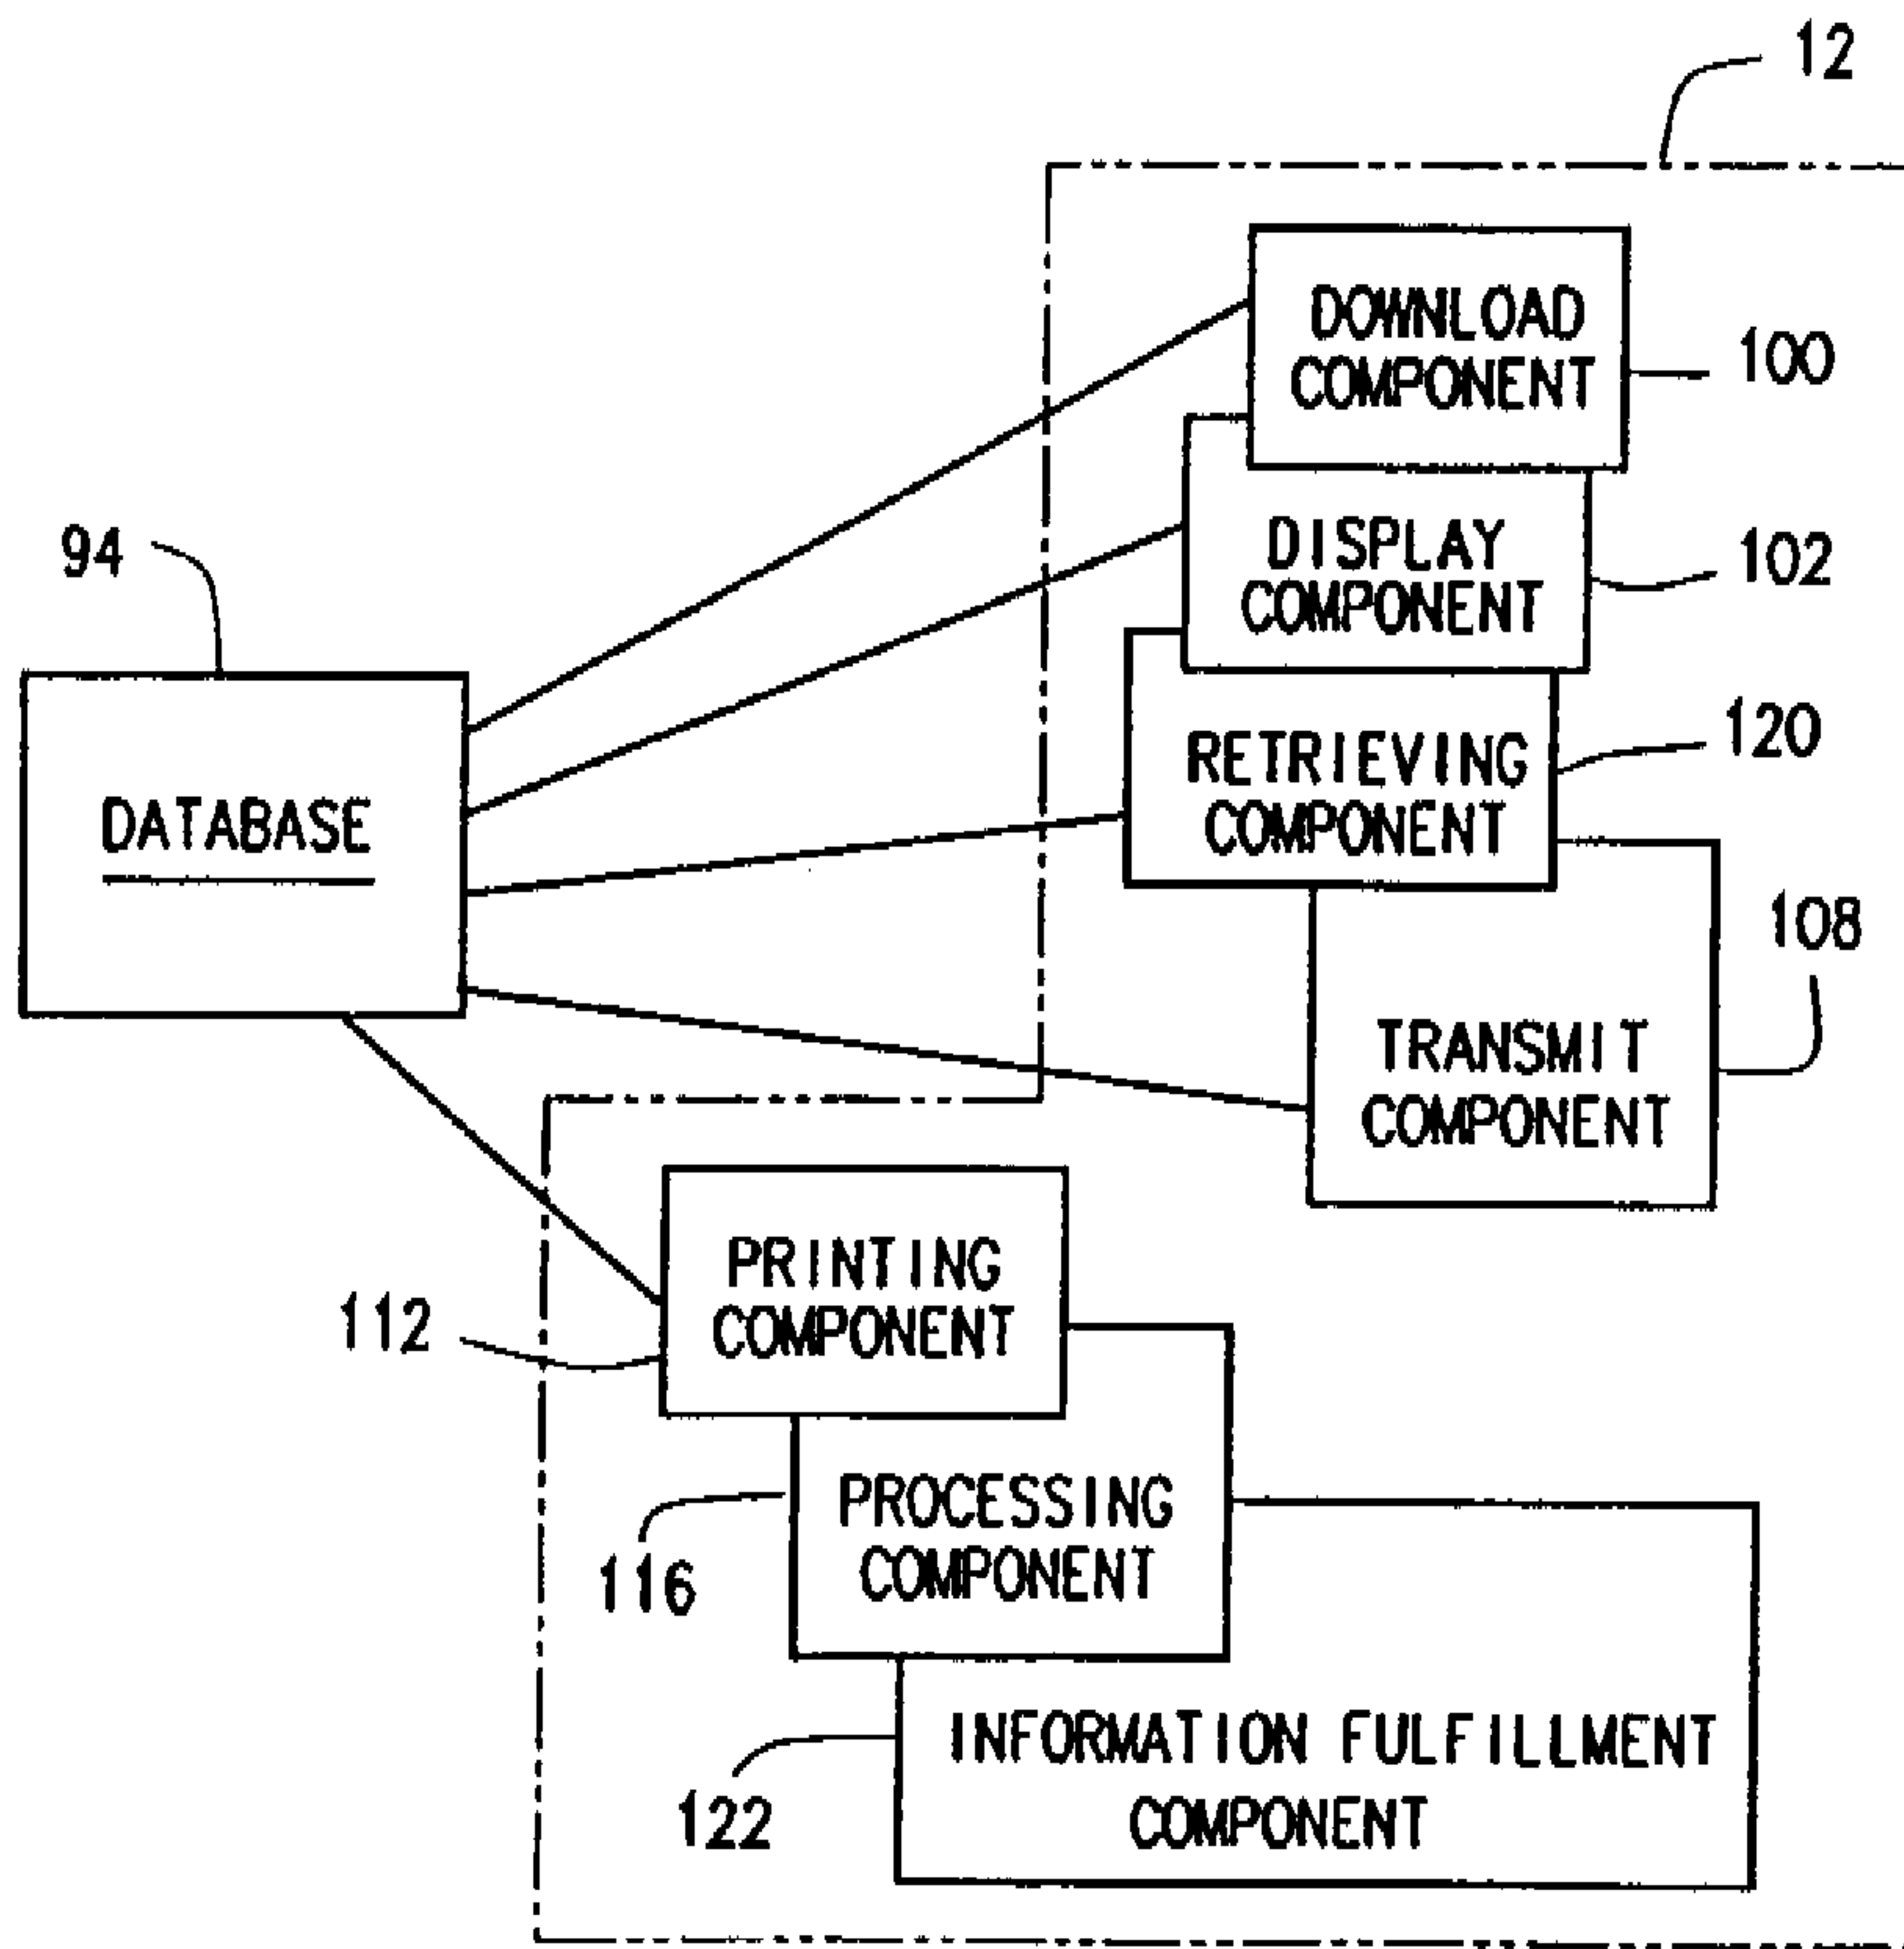 12
DOWNLOAD
COMPONENT
100
DISPLAY
COMPONENT
102
94
RETRIEVING
COMPONENT
120
DATABASE
108
TRANSMIT
COMPONENT
PRINTING
COMPONENT
112
PROCESSING
COMPONENT
116
INFORMATION FULFILLMENT
COMPONENT
122